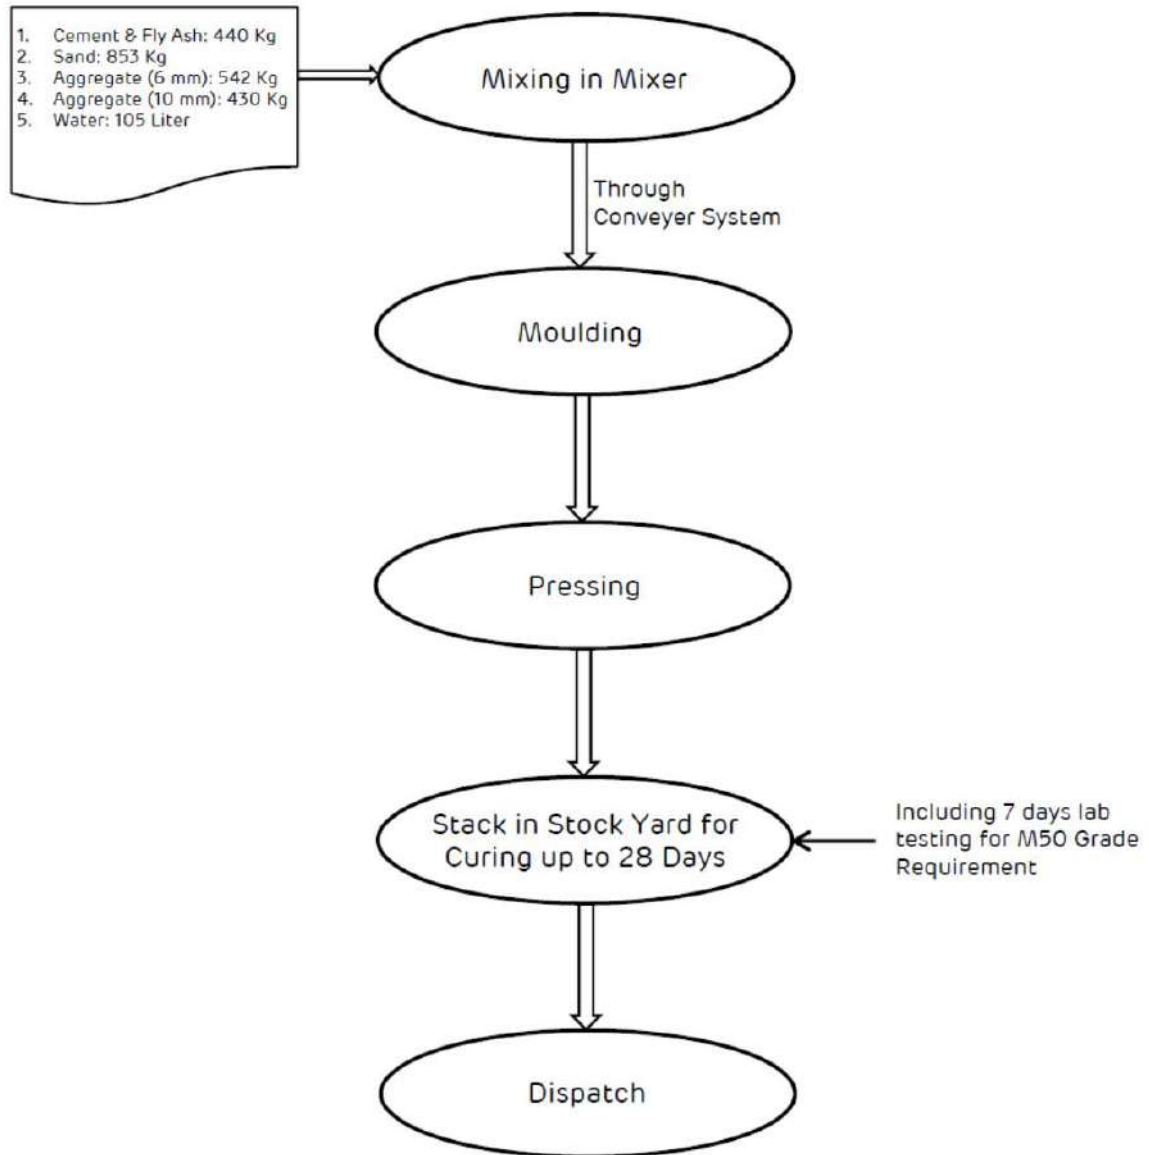 1. Cement & Fly Ash: 440 Kg
2. Sand: 853 Kg
3. Aggregate (6 mm): 542 Kg
4. Aggregate (10 mm): 430 Kg
5. Water: 105 Liter
Mixing in Mixer
Through
Conveyer System
Moulding
Pressing
Stack in Stock Yard for
Curing up to 28 Days
Including 7 days lab
testing for M50 Grade
Requirement
Dispatch